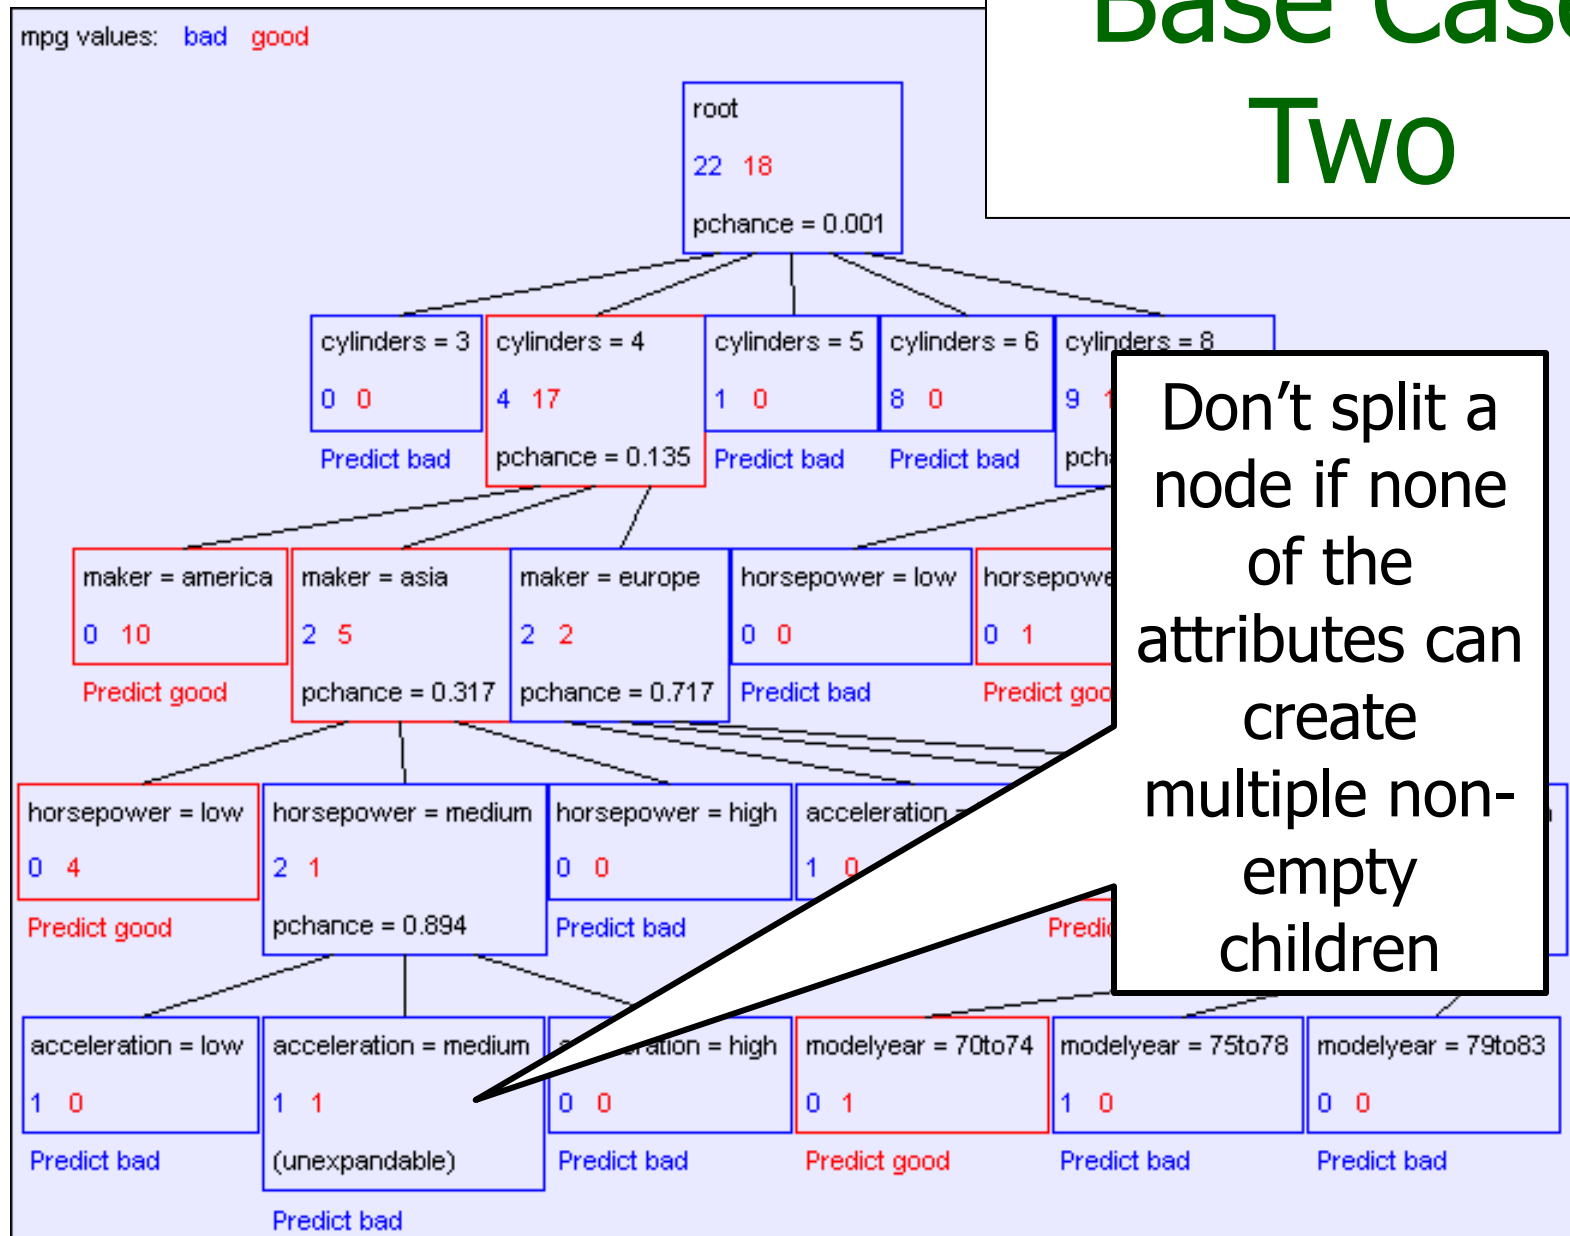 Base Case
Two
mpg values: bad good
root
22 18
pchance = 0.001
cylinders = 3 cylinders = 4 cylinders = 5 cylinders = 6 cylinders = 8
0 0 4 17 1 0 8 0 9
Predict bad pchance = 0.135 Predict bad Predict bad
Don't split a
node if none
of the
attributes can
create
multiple non-
empty
children
maker = america maker = asia maker = europe horsepower = low
0 10 2 5 2 2 0 0 0 1
Predict good pchance = 0.317 pchance = 0.717 Predict bad Predict
horsepower = low horsepower = medium horsepower = high acceleration =
0 4 2 1 0 0 1 0
Predict good pchance = 0.894 Predict bad
acceleration = low acceleration = medium = high modelyear = 70to74 modelyear = 75to78 modelyear = 79to83
1 0 1 1 0 0 0 1 1 0 0 0
Predict bad (unexpandable) Predict bad Predict good Predict bad Predict bad
Predict bad